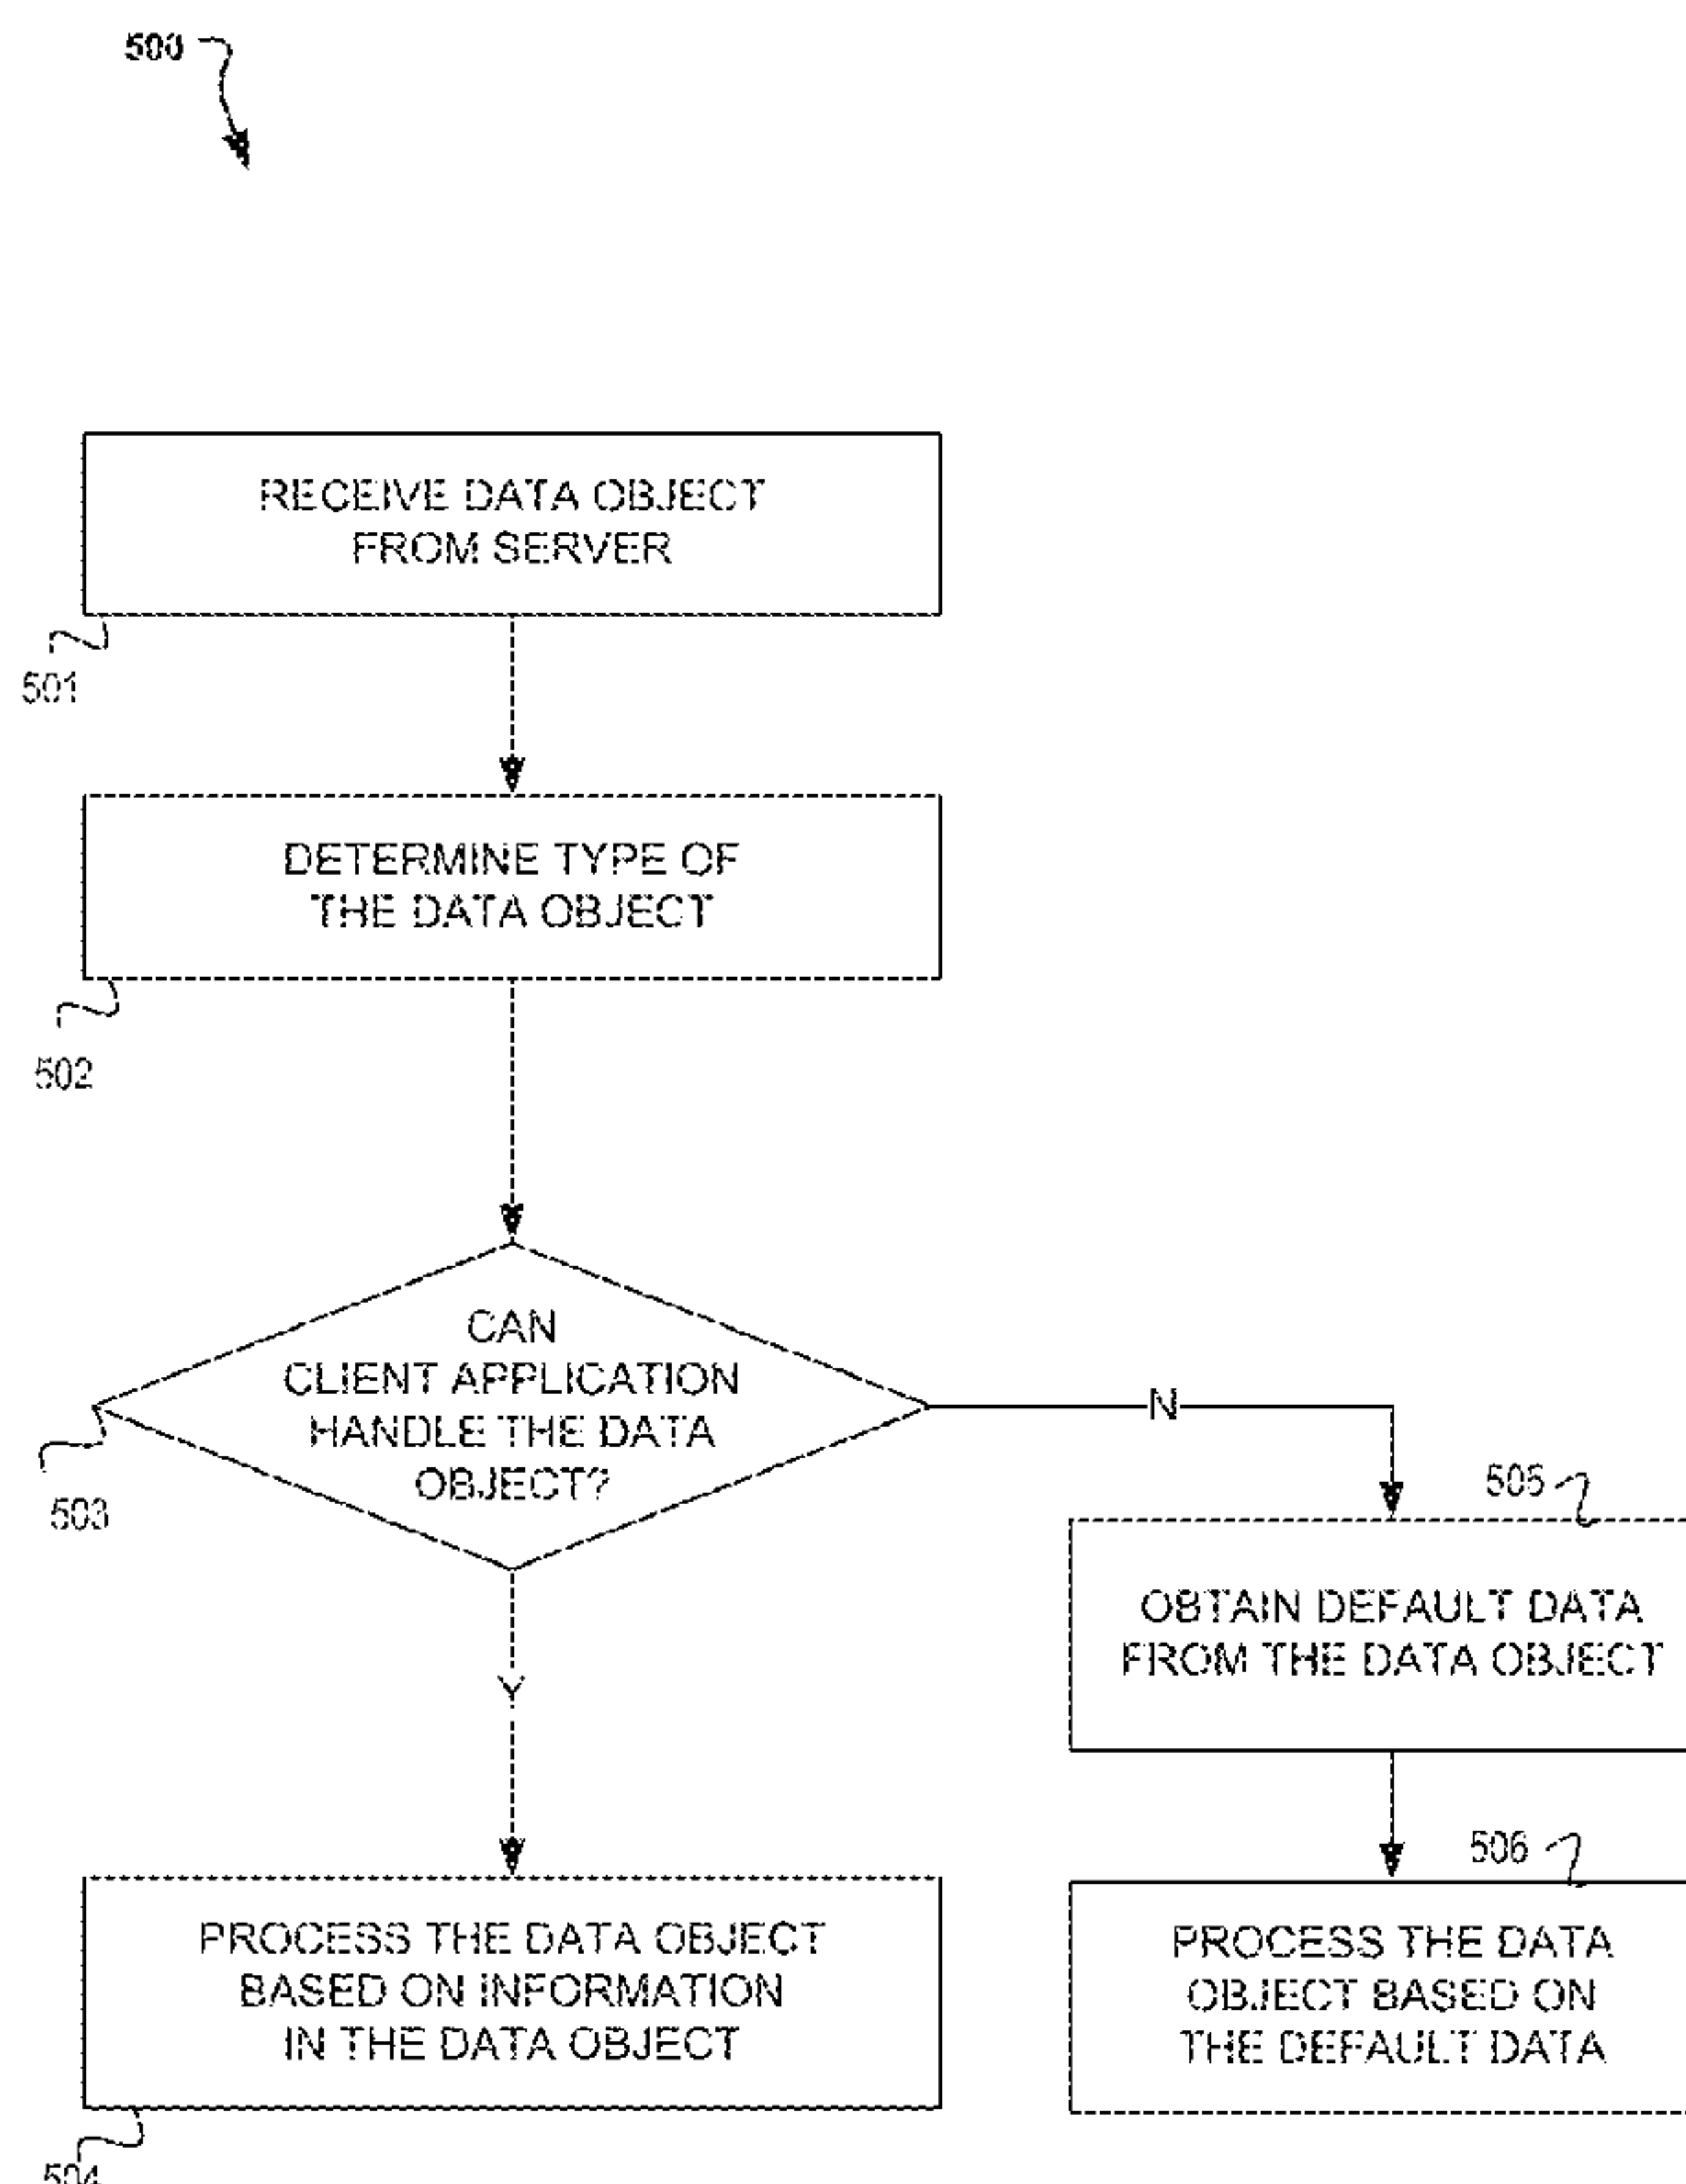 500
RECEIVE DATA OBJECT
FROM SERVER
501
DETERMINE TYPE OF
THE DATA OBJECT
502
CAN
CLIENT APPLICATION
HANDLE THE DATA
OBJECT?
503
N
Y
505
OBTAIN DEFAULT DATA
FROM THE DATA OBJECT
506
PROCESS THE DATA OBJECT
BASED ON INFORMATION
IN THE DATA OBJECT
504
PROCESS THE DATA
OBJECT BASED ON
THE DEFAULT DATA